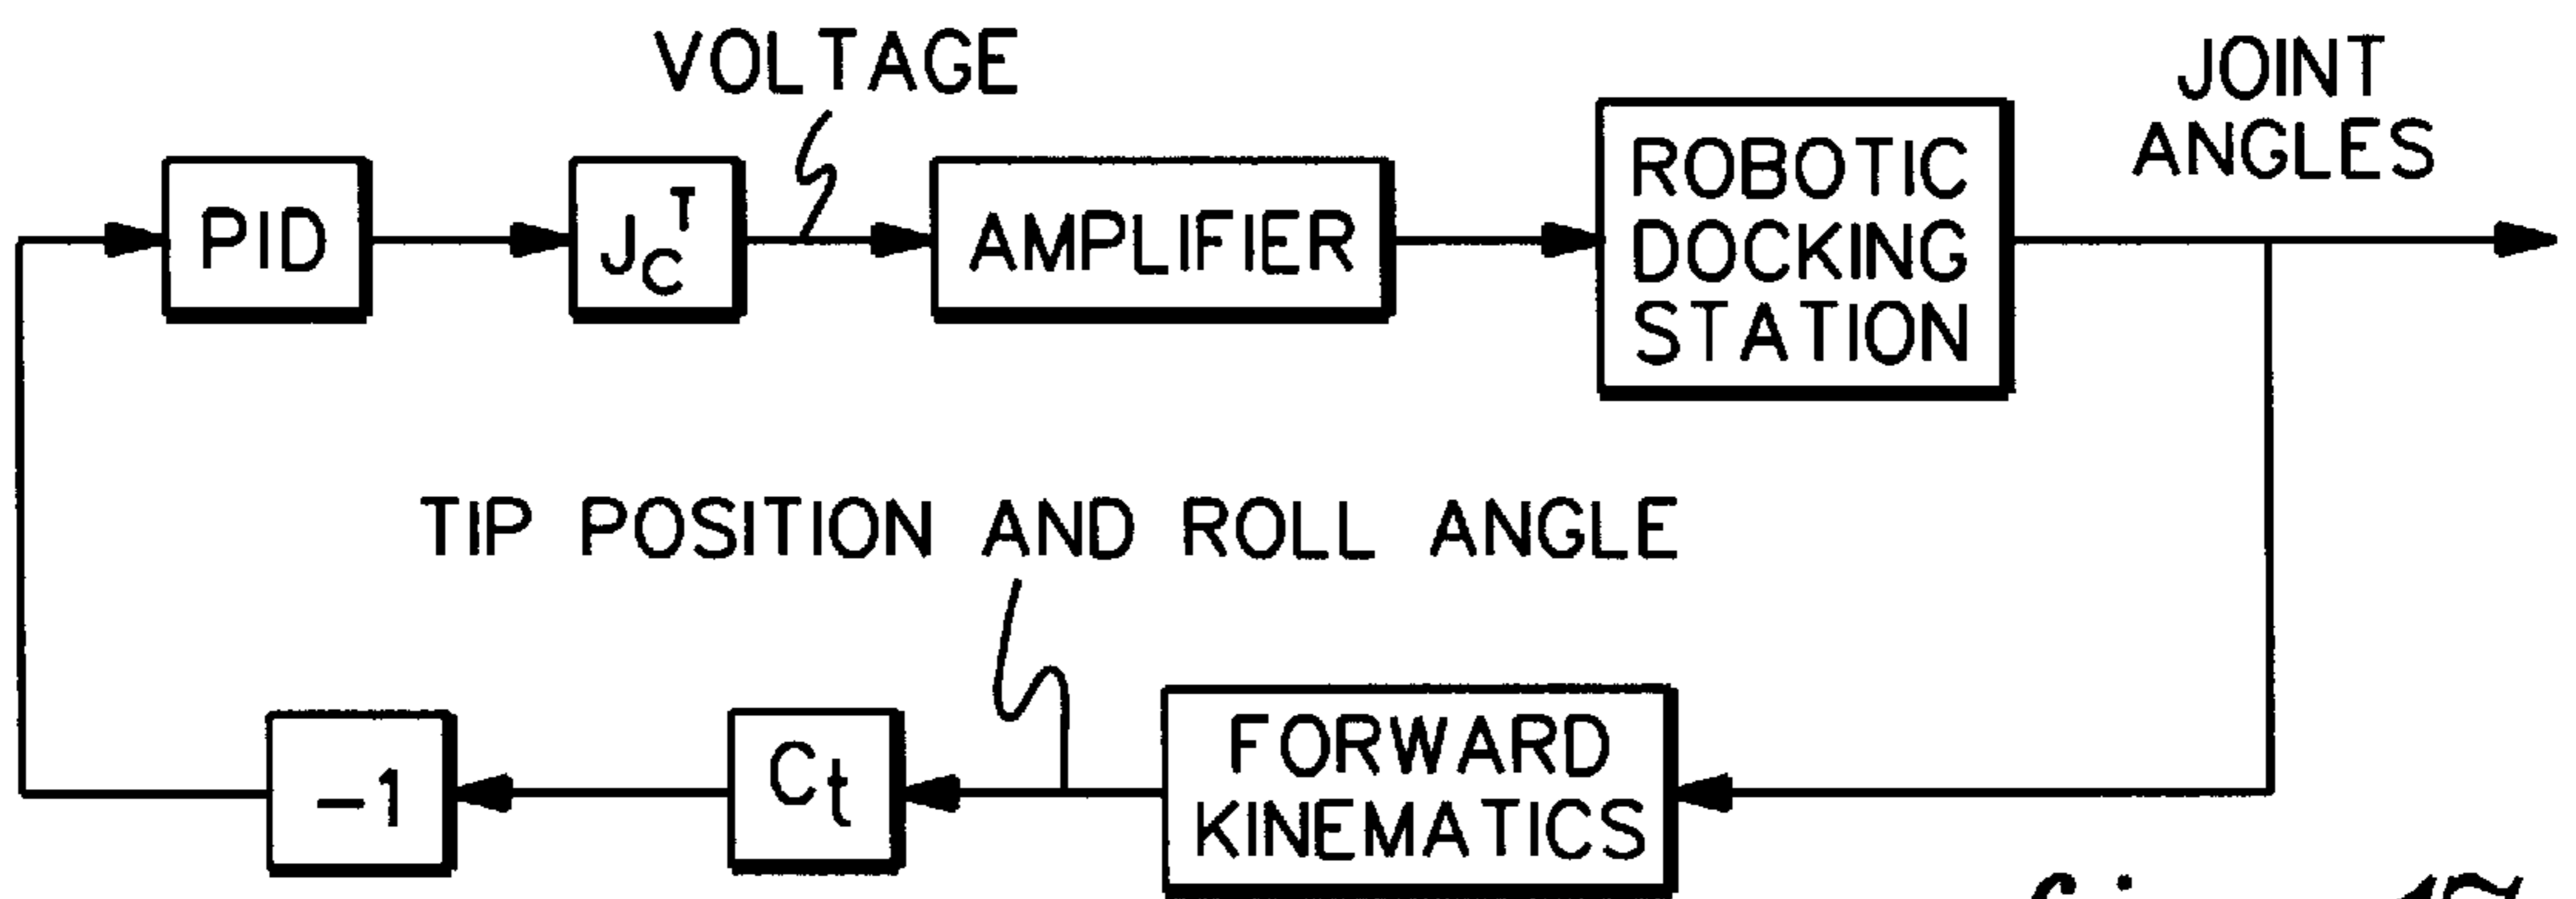 VOLTAGE
JOINT
ANGLES
PID
J_C^T
AMPLIFIER
ROBOTIC
DOCKING
STATION
TIP POSITION AND ROLL ANGLE
-1
Ct
FORWARD
KINEMATICS